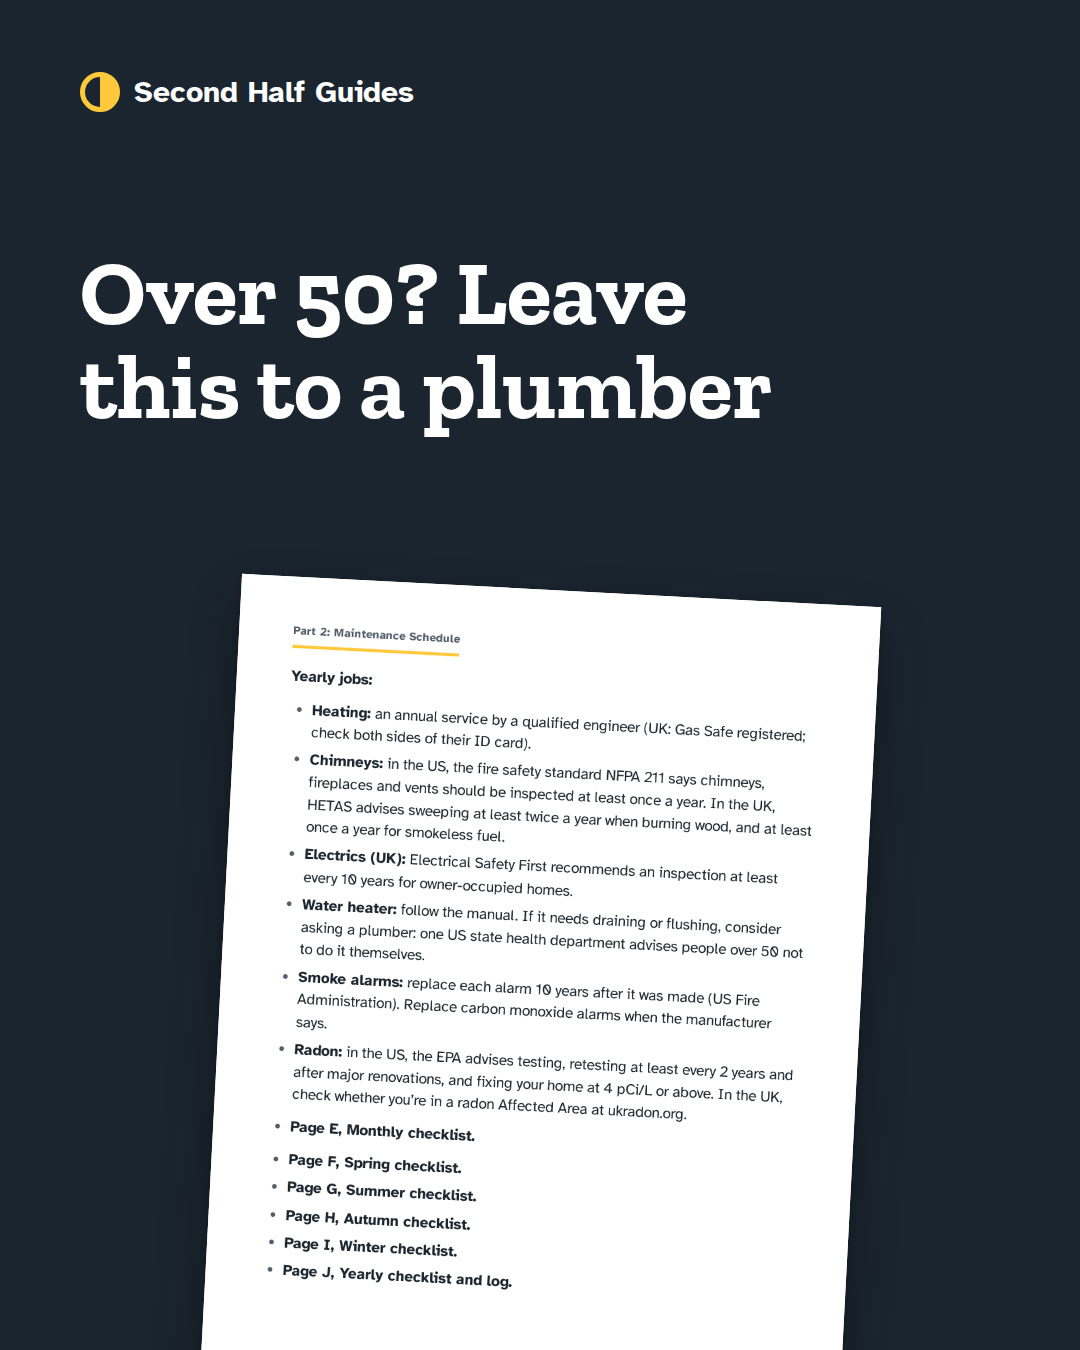 Second Half Guides
Over 50? Leave
this to a plumber
Part 2: Maintenance Schedule
Yearly jobs:
• Heating: an annual service by a qualified engineer (UK: Gas Safe registered;
check both sides of their ID card).
• Chimneys: in the US, the fire safety standard NFPA 211 says chimneys,
fireplaces and vents should be inspected at least once a year. In the UK,
HETAS advises sweeping at least twice a year when burning wood, and at least
once a year for smokeless fuel.
• Electrics (UK): Electrical Safety First recommends an inspection at least
every 10 years for owner-occupied homes.
• Water heater: follow the manual. If it needs draining or flushing, consider
asking a plumber: one US state health department advises people over 50 not
to do it themselves.
• Smoke alarms: replace each alarm 10 years after it was made (US Fire
Administration). Replace carbon monoxide alarms when the manufacturer
says.
• Radon: in the US, the EPA advises testing, retesting at least every 2 years and
after major renovations, and fixing your home at 4 pCi/L or above. In the UK,
check whether you’re in a radon Affected Area at ukradon.org.
• Page E, Monthly checklist.
• Page F, Spring checklist.
• Page G, Summer checklist.
• Page H, Autumn checklist.
• Page I, Winter checklist.
• Page J, Yearly checklist and log.